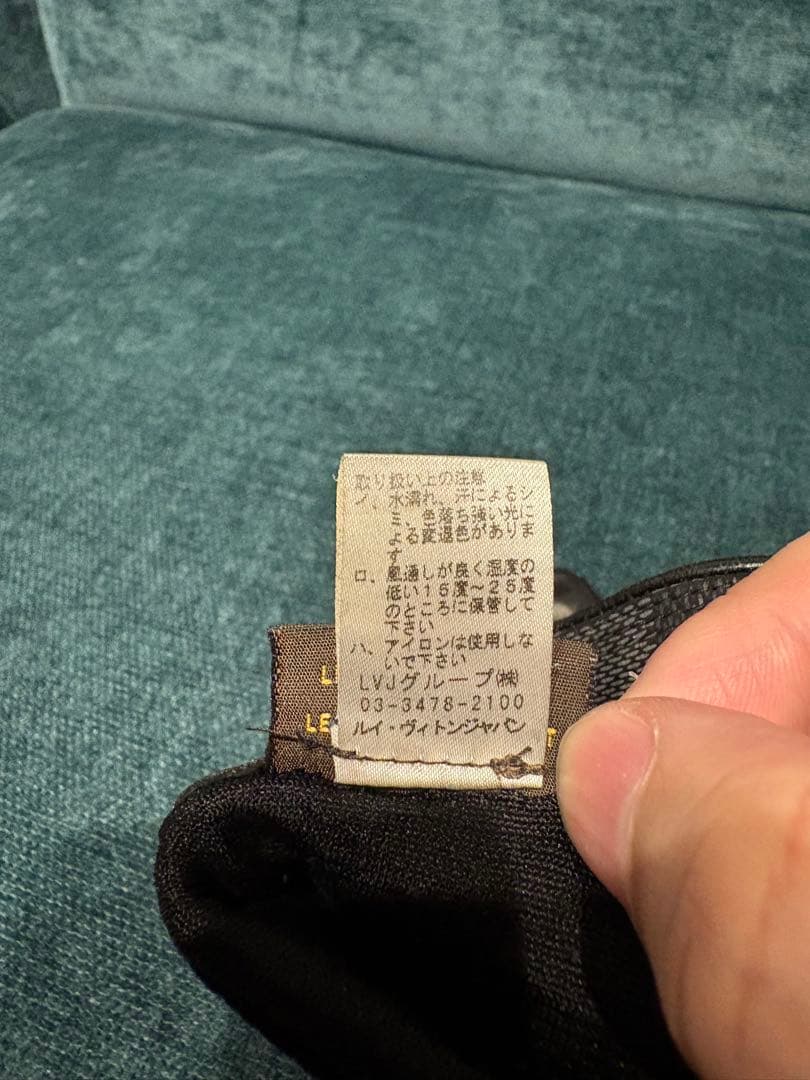 取り扱い上の注意
イ、水濡れ、汗によるシ
ミ、色落ち強い光に
よる変退色がありま
す
ロ、風通しが良く湿度の
低い15度～25度
のところに保管して
下さい
ハ、アイロンは使用しな
いで下さい
LVJグループ㈱
03-3478-2100
ルイ・ヴィトンジャパン